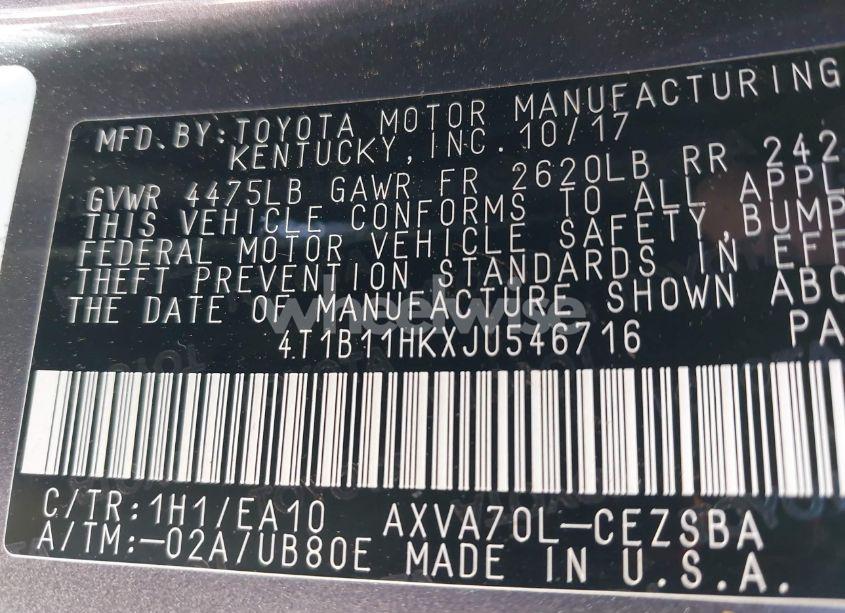 MFD.BY:TOYOTA MOTOR MANUFACTURING
KENTUCKY,INC. 10/17
GVWR 4475LB GAWR FR 2620LB RR 242
THIS VEHICLE CONFORMS TO ALL APPL
FEDERAL MOTOR VEHICLE SAFETY,BUMP
THEFT PREVENTION STANDARDS IN EFF
THE DATE OF MANUFACTURE SHOWN ABO
wheelwise
4T1B11HKXJU546716 PA
C/TR:1H1/EA10 AXVA70L-CEZSBA
A/TM:-02A/UB80E MADE IN U.S.A.